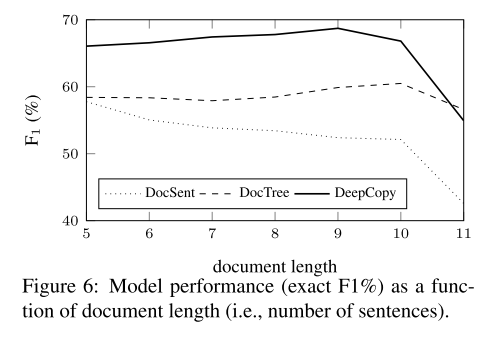 70
60
50
40
F1 (%)
DocSent DocTree DeepCopy
5 6 7 8 9 10 11
document length
Figure 6: Model performance (exact F1%) as a func-
tion of document length (i.e., number of sentences).